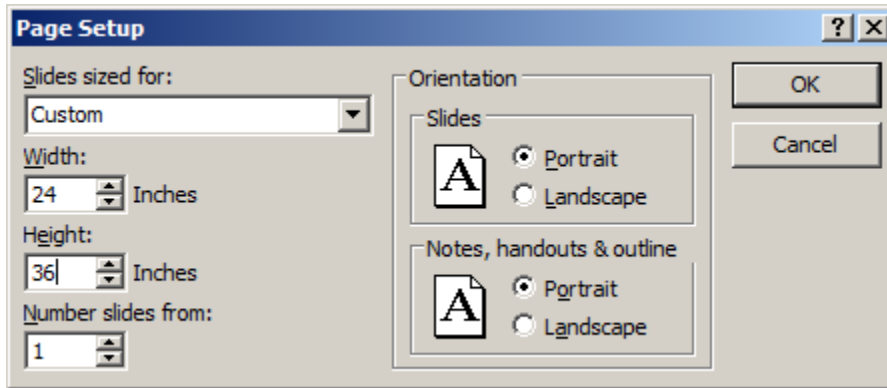 Page Setup
Slides sized for:
Custom
Width:
24 Inches
Height:
36 Inches
Number slides from:
1
Orientation
Slides
A
Portrait
Landscape
Notes, handouts & outline
A
Portrait
Landscape
?
OK
Cancel